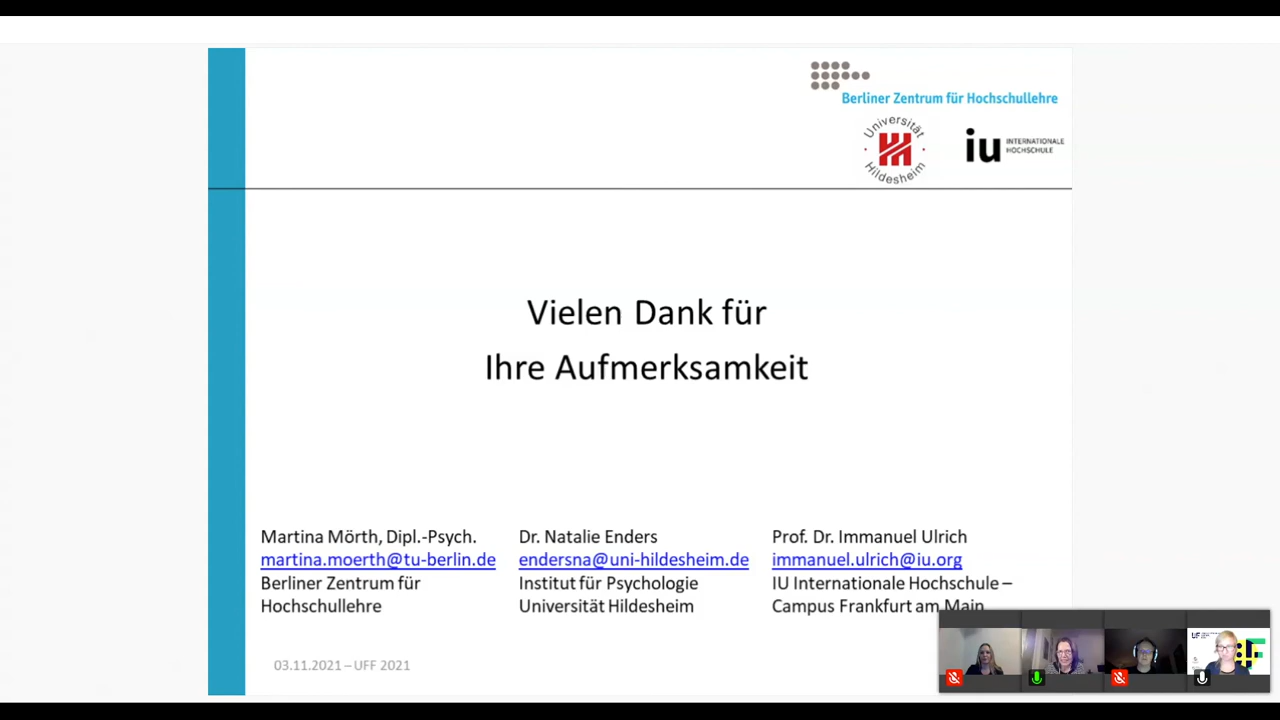 Berliner Zentrum für Hochschullehre
Universität
Hildesheim
iu INTERNATIONALE
HOCHSCHULE
Vielen Dank für
Ihre Aufmerksamkeit
Martina Mörth, Dipl.-Psych.
martina.moerth@tu-berlin.de
Berliner Zentrum für
Hochschullehre
Dr. Natalie Enders
endersna@uni-hildesheim.de
Institut für Psychologie
Universität Hildesheim
Prof. Dr. Immanuel Ulrich
immanuel.ulrich@iu.org
IU Internationale Hochschule –
Campus Frankfurt am Main
03.11.2021 – UFF 2021